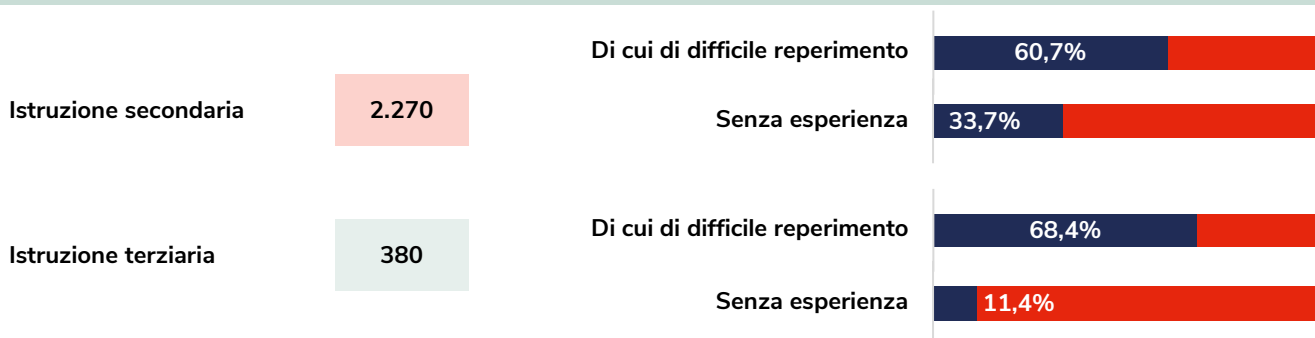 Istruzione secondaria
2.270
Di cui di difficile reperimento
60,7%
Senza esperienza
33,7%
Istruzione terziaria
380
Di cui di difficile reperimento
68,4%
Senza esperienza
11,4%